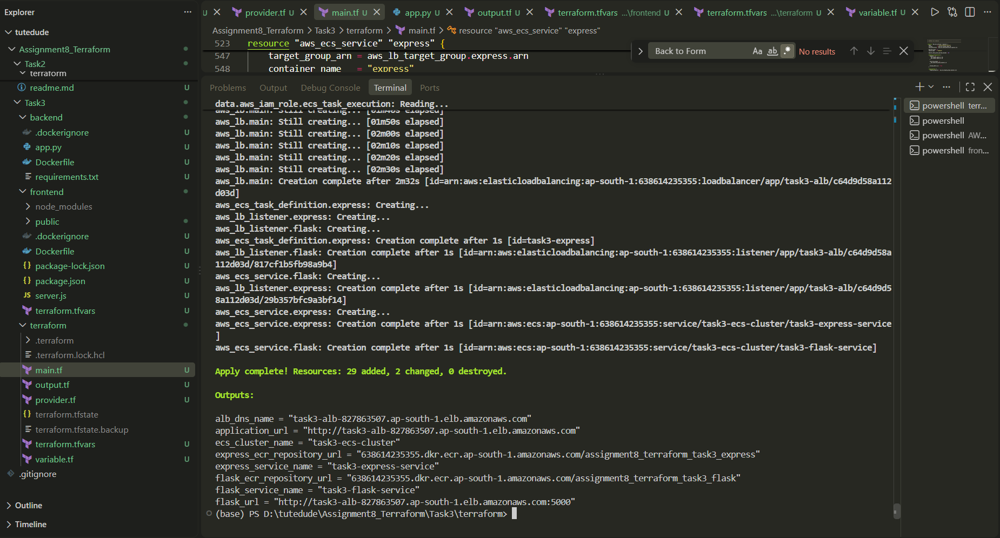 Explorer
tutedude
Assignment8_Terraform
Task2
terraform
readme.md U
Task3
backend
.dockerignore U
app.py U
Dockerfile U
requirements.txt U
frontend
node_modules
public
.dockerignore U
Dockerfile U
package-lock.json U
package.json U
server.js U
terraform.tfvars U
terraform
.terraform
.terraform.lock.hcl
main.tf U
output.tf U
provider.tf U
terraform.tfstate
terraform.tfstate.backup
terraform.tfvars U
variable.tf U
.gitignore
Outline
Timeline
U provider.tf U main.tf U app.py U output.tf U terraform.tfvars ...\frontend U terraform.tfvars ...\terraform U variable.tf U
Assignment8_Terraform > Task3 > terraform > main.tf > resource "aws_ecs_service" "express"
523 resource "aws_ecs_service" "express" {
547 target_group_arn = aws_lb_target_group.express.arn
548 container_name = "express"
Back to Form Aa ab .* No results
Problems Output Debug Console Terminal Ports
data.aws_iam_role.ecs_task_execution: Reading...
aws_lb.main: Still creating... [01m40s elapsed]
aws_lb.main: Still creating... [01m50s elapsed]
aws_lb.main: Still creating... [02m00s elapsed]
aws_lb.main: Still creating... [02m10s elapsed]
aws_lb.main: Still creating... [02m20s elapsed]
aws_lb.main: Still creating... [02m30s elapsed]
aws_lb.main: Creation complete after 2m32s [id=arn:aws:elasticloadbalancing:ap-south-1:638614235355:loadbalancer/app/task3-alb/c64d9d58a112
d03d]
aws_ecs_task_definition.express: Creating...
aws_lb_listener.express: Creating...
aws_lb_listener.flask: Creating...
aws_ecs_task_definition.express: Creation complete after 1s [id=task3-express]
aws_lb_listener.flask: Creation complete after 1s [id=arn:aws:elasticloadbalancing:ap-south-1:638614235355:listener/app/task3-alb/c64d9d58a
112d03d/817cf1b5fb98a9b4]
aws_ecs_service.flask: Creating...
aws_lb_listener.express: Creation complete after 1s [id=arn:aws:elasticloadbalancing:ap-south-1:638614235355:listener/app/task3-alb/c64d9d5
8a112d03d/29b357bfc9a3bf14]
aws_ecs_service.express: Creating...
aws_ecs_service.express: Creation complete after 1s [id=arn:aws:ecs:ap-south-1:638614235355:service/task3-ecs-cluster/task3-express-service
]
aws_ecs_service.flask: Creation complete after 1s [id=arn:aws:ecs:ap-south-1:638614235355:service/task3-ecs-cluster/task3-flask-service]
Apply complete! Resources: 29 added, 2 changed, 0 destroyed.
Outputs:
alb_dns_name = "task3-alb-827863507.ap-south-1.elb.amazonaws.com"
application_url = "http://task3-alb-827863507.ap-south-1.elb.amazonaws.com"
ecs_cluster_name = "task3-ecs-cluster"
express_ecr_repository_url = "638614235355.dkr.ecr.ap-south-1.amazonaws.com/assignment8_terraform_task3_express"
express_service_name = "task3-express-service"
flask_ecr_repository_url = "638614235355.dkr.ecr.ap-south-1.amazonaws.com/assignment8_terraform_task3_flask"
flask_service_name = "task3-flask-service"
flask_url = "http://task3-alb-827863507.ap-south-1.elb.amazonaws.com:5000"
(base) PS D:\tutedude\Assignment8_Terraform\Task3\terraform>
powershell terr...
powershell
powershell AW...
powershell fron...